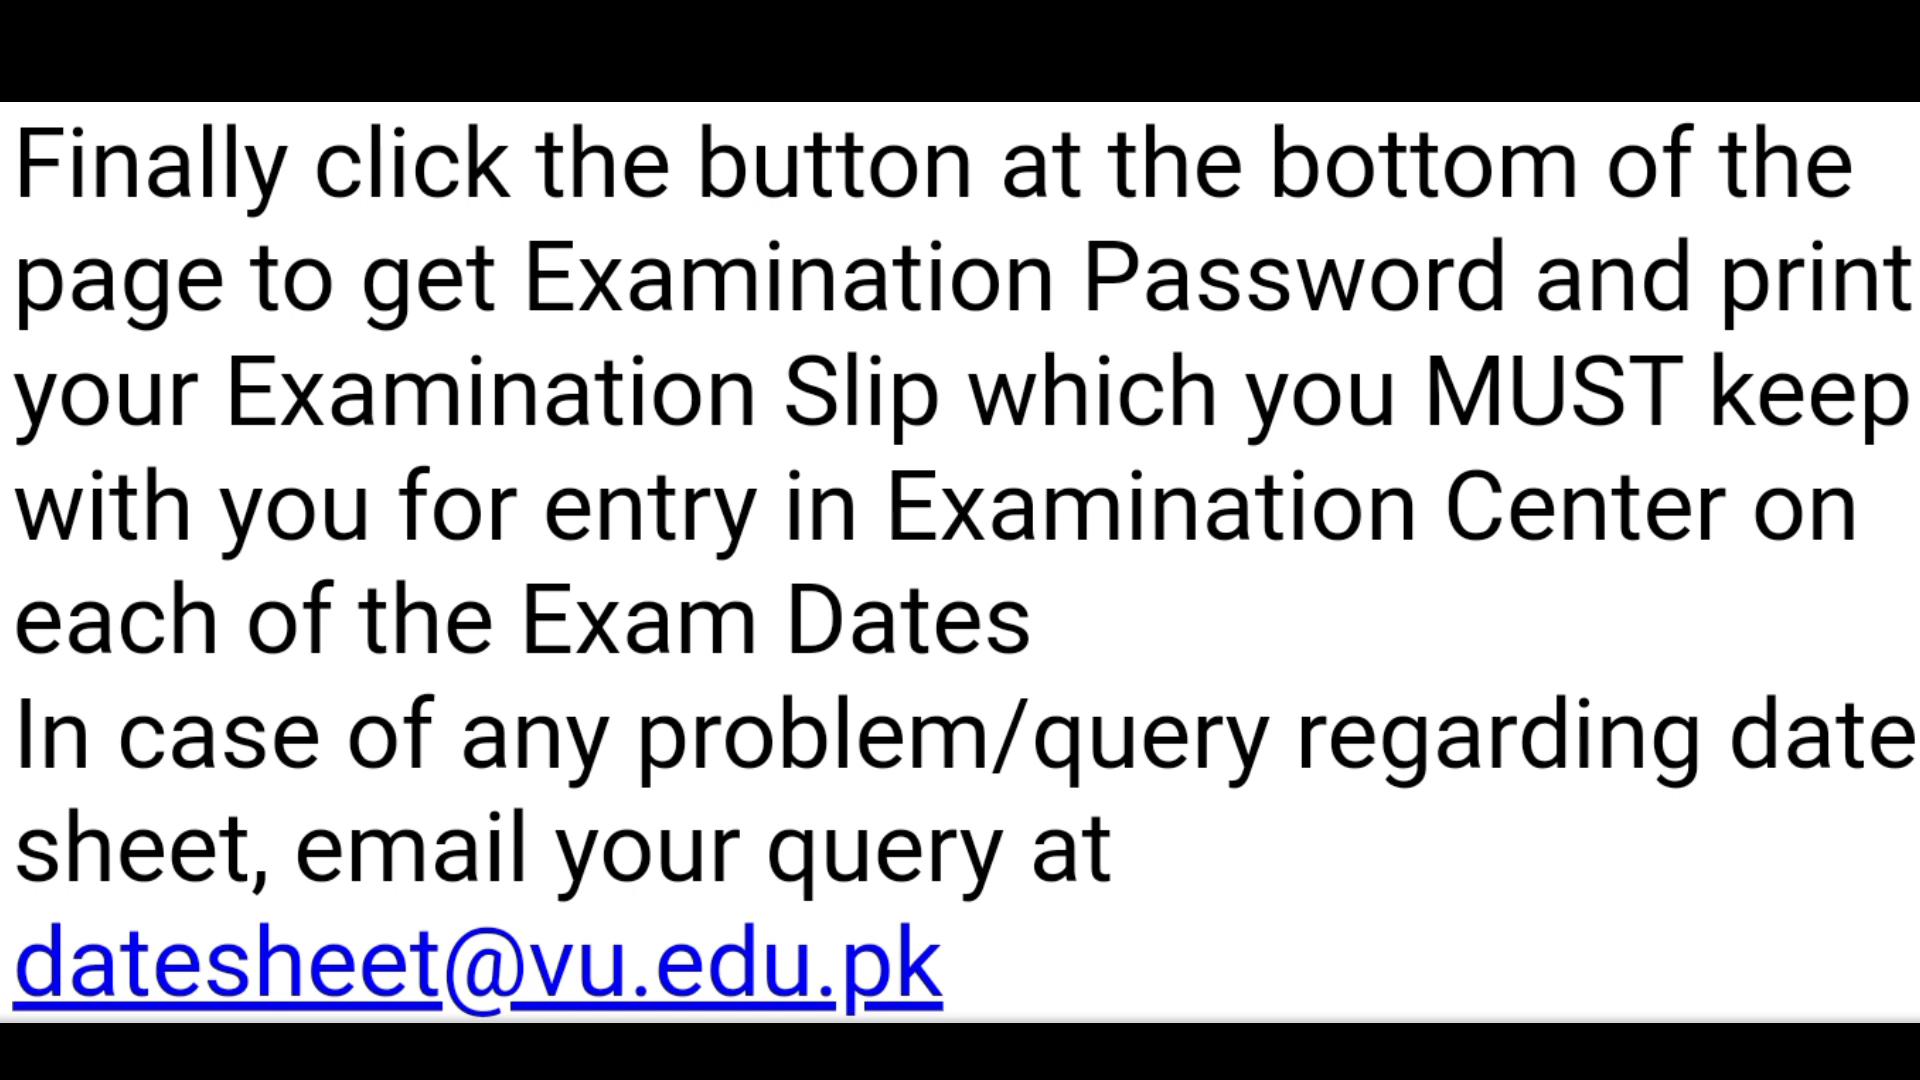 Finally click the button at the bottom of the
page to get Examination Password and print
your Examination Slip which you MUST keep
with you for entry in Examination Center on
each of the Exam Dates
In case of any problem/query regarding date
sheet, email your query at
datesheet@vu.edu.pk